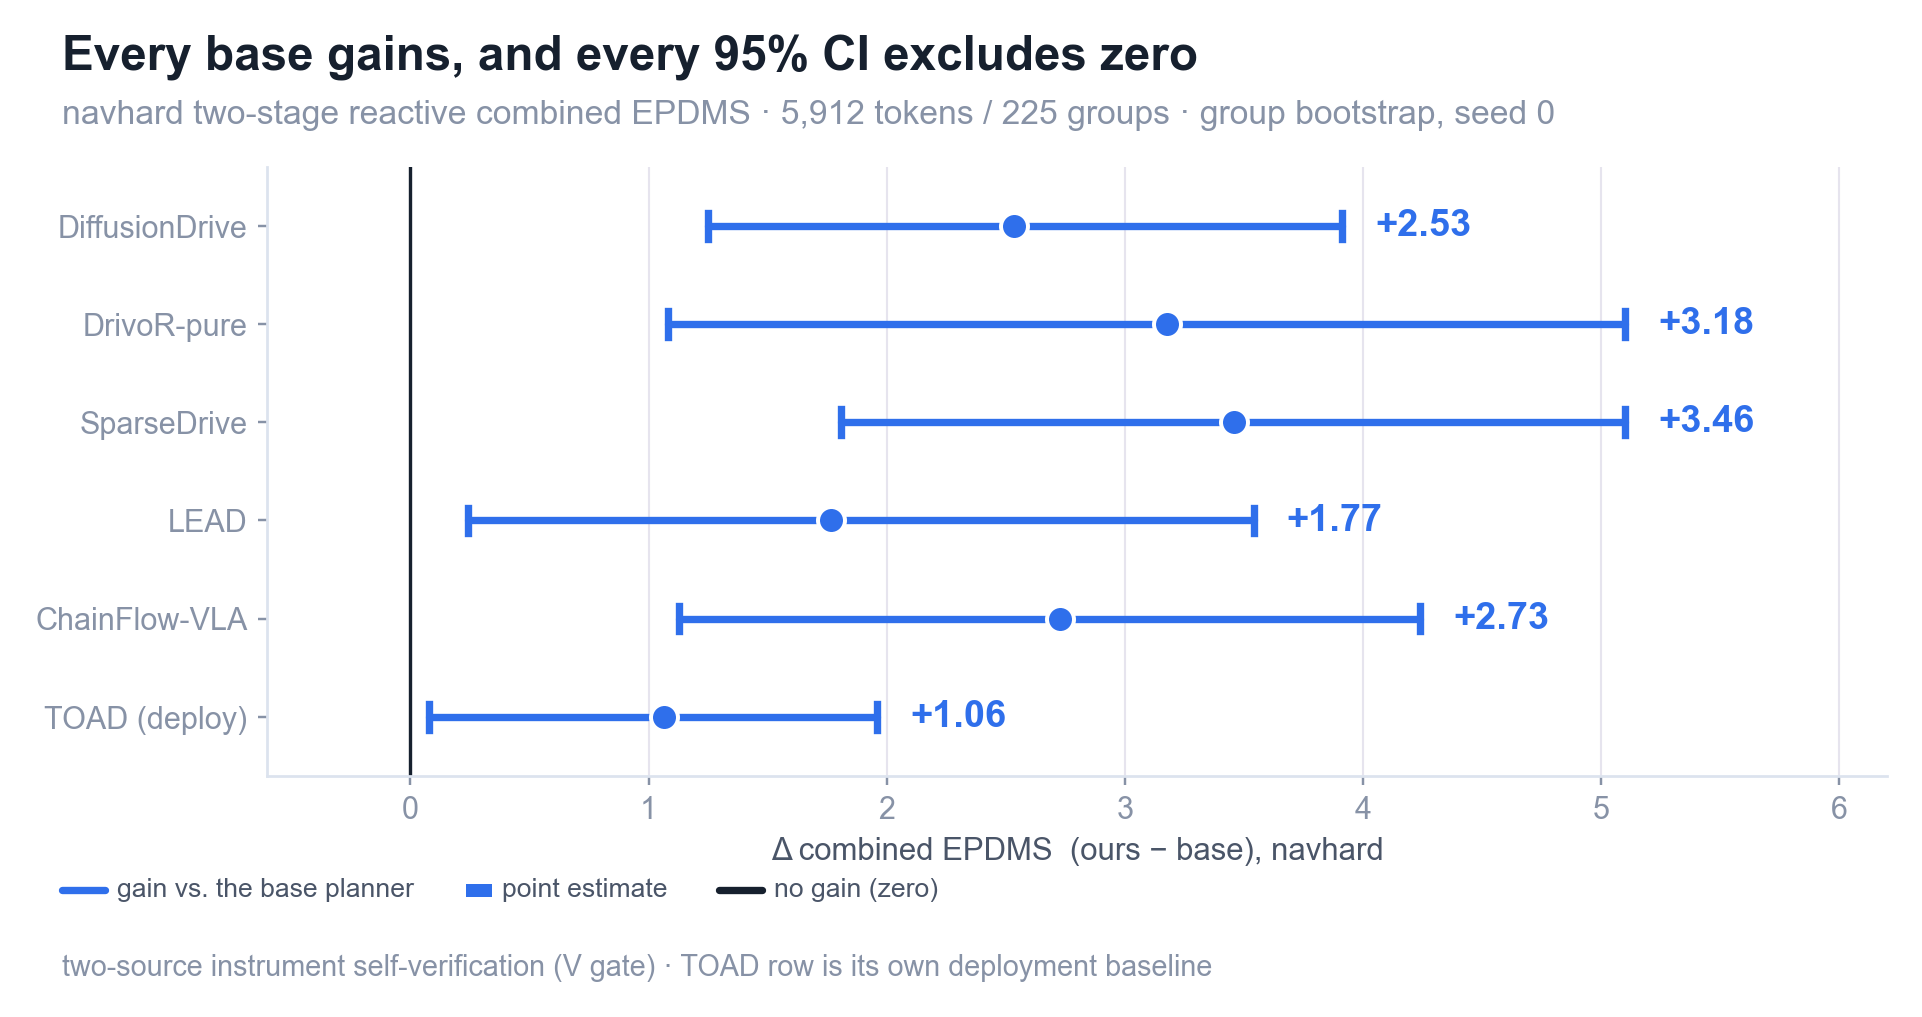 Every base gains, and every 95% CI excludes zero
navhard two-stage reactive combined EPDMS · 5,912 tokens / 225 groups · group bootstrap, seed 0
DiffusionDrive +2.53
DrivoR-pure +3.18
SparseDrive +3.46
LEAD +1.77
ChainFlow-VLA +2.73
TOAD (deploy) +1.06
0 1 2 3 4 5 6
Δ combined EPDMS (ours − base), navhard
gain vs. the base planner point estimate no gain (zero)
two-source instrument self-verification (V gate) · TOAD row is its own deployment baseline